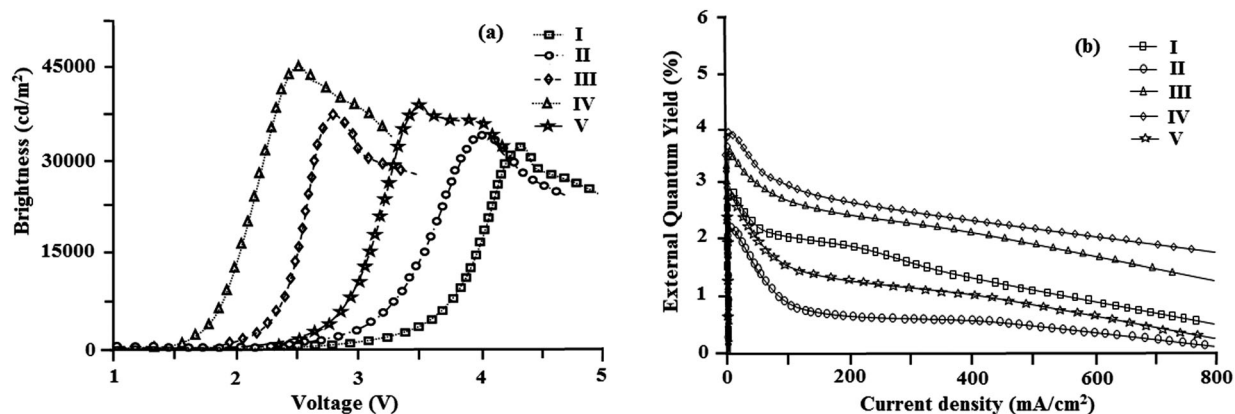 (a)
I
II
III
IV
V
Brightness (cd/m²)
45000
30000
15000
0
1
2
3
4
5
Voltage (V)
(b)
I
II
III
IV
V
External Quantum Yield (%)
6
5
4
3
2
1
0
0
200
400
600
800
Current density (mA/cm²)